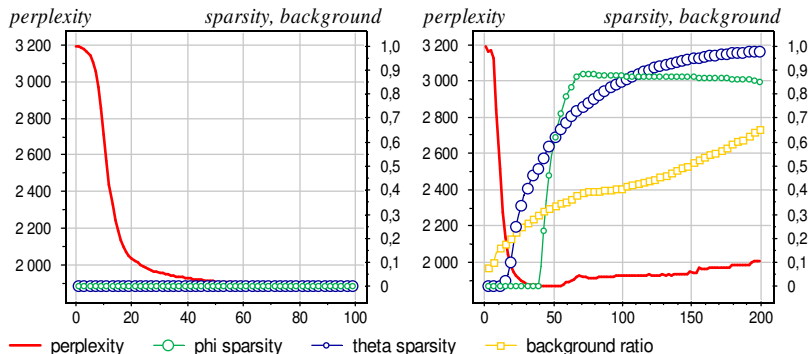 perplexity sparsity, background perplexity sparsity, background
3 200 1,0 3 200 1,0
0,9 0,9
3 000 3 000
0,8 0,8
2 800 0,7 2 800 0,7
0,6 0,6
2 600 2 600
0,5 0,5
2 400 0,4 2 400 0,4
0,3 0,3
2 200 2 200
0,2 0,2
2 000 0,1 2 000 0,1
0 0
0 20 40 60 80 100 0 50 100 150 200
perplexity phi sparsity theta sparsity background ratio